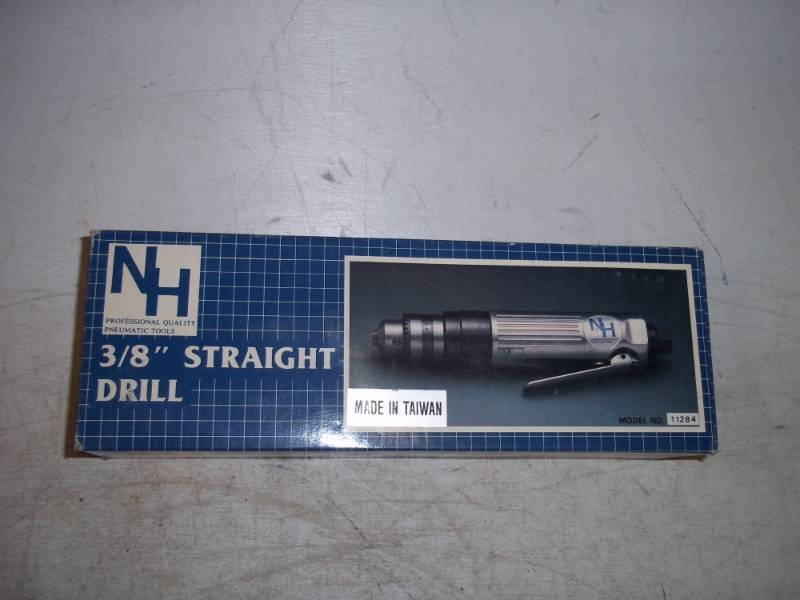 NH
PROFESSIONAL QUALITY
PNEUMATIC TOOLS
3/8" STRAIGHT
DRILL
NH
MADE IN TAIWAN
MODEL NO. 11284